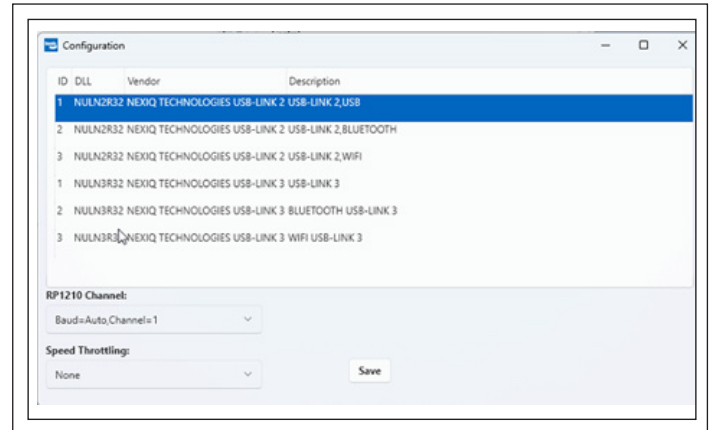 Configuration
ID DLL Vendor Description
1 NULN2R32 NEXIQ TECHNOLOGIES USB-LINK 2 USB-LINK 2,USB
2 NULN2R32 NEXIQ TECHNOLOGIES USB-LINK 2 USB-LINK 2,BLUETOOTH
3 NULN2R32 NEXIQ TECHNOLOGIES USB-LINK 2 USB-LINK 2,WIFI
1 NULN3R32 NEXIQ TECHNOLOGIES USB-LINK 3 USB-LINK 3
2 NULN3R32 NEXIQ TECHNOLOGIES USB-LINK 3 BLUETOOTH USB-LINK 3
3 NEXIQ TECHNOLOGIES USB-LINK 3 WIFI USB-LINK 3
RP1210 Channel:
Baud=Auto,Channel=1
Speed Throttling:
None
Save